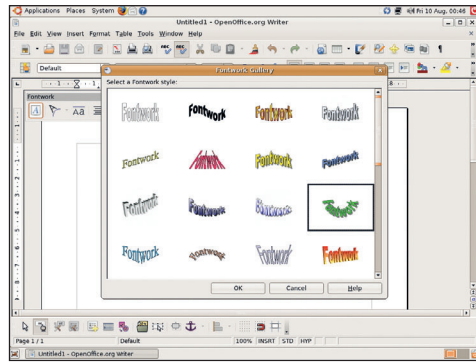 Applications Places System Fri 10 Aug, 00:46
Untitled1 - OpenOffice.org Writer
File Edit View Insert Format Table Tools Window Help
Default
Fontwork Gallery
Select a Fontwork style:
Fontwork
Fontwork Fontwork Fontwork Fontwork
Fontwork Fontwork Fontwork Fontwork
Fontwork Fontwork Fontwork Fontwork
Fontwork Fontwork Fontwork Fontwork
OK Cancel Help
Page 1 / 1 Default 100% INSRT STD HYP
Untitled1 - OpenOffice.org Writer